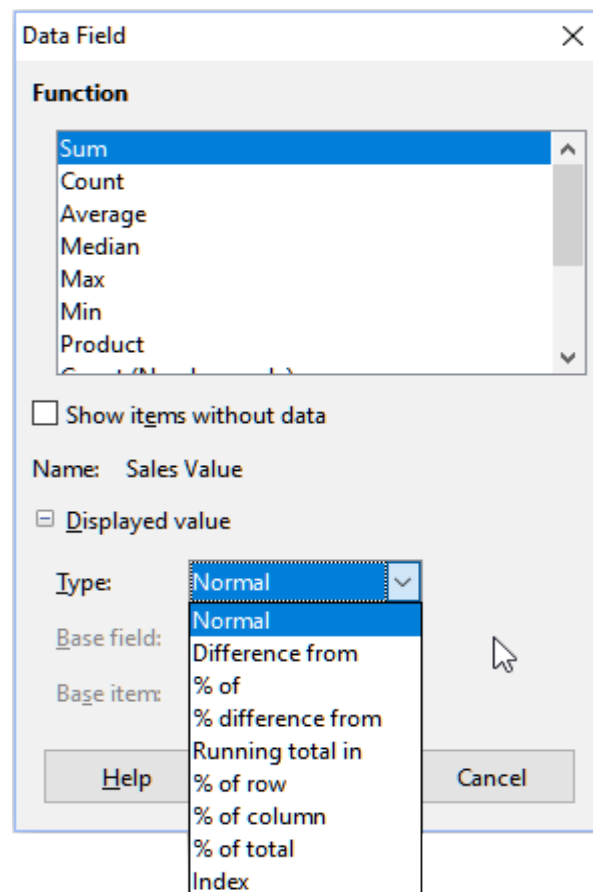 Data Field
Function
Sum
Count
Average
Median
Max
Min
Product
Show items without data
Name: Sales Value
Displayed value
Type: Normal
Normal
Base field:
Difference from
% of
Base item:
% difference from
Running total in
Help
% of row
Cancel
% of column
% of total
Index